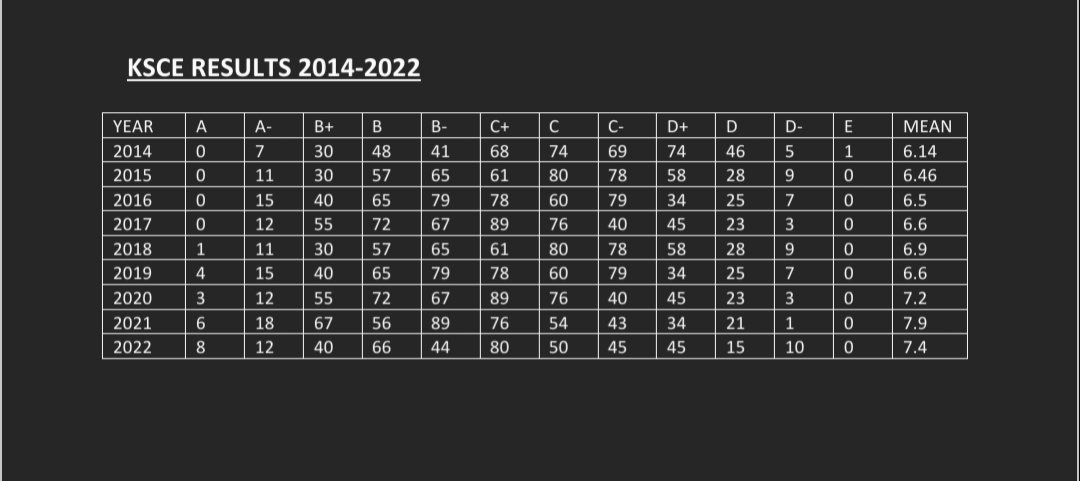 KSCE RESULTS 2014-2022
YEAR A A- B+ B B- C+ C C- D+ D D- E MEAN
2014 0 7 30 48 41 68 74 69 74 46 5 1 6.14
2015 0 11 30 57 65 61 80 78 58 28 9 0 6.46
2016 0 15 40 65 79 78 60 79 34 25 7 0 6.5
2017 0 12 55 72 67 89 76 40 45 23 3 0 6.6
2018 1 11 30 57 65 61 80 78 58 28 9 0 6.9
2019 4 15 40 65 79 78 60 79 34 25 7 0 6.6
2020 3 12 55 72 67 89 76 40 45 23 3 0 7.2
2021 6 18 67 56 89 76 54 43 34 21 1 0 7.9
2022 8 12 40 66 44 80 50 45 45 15 10 0 7.4